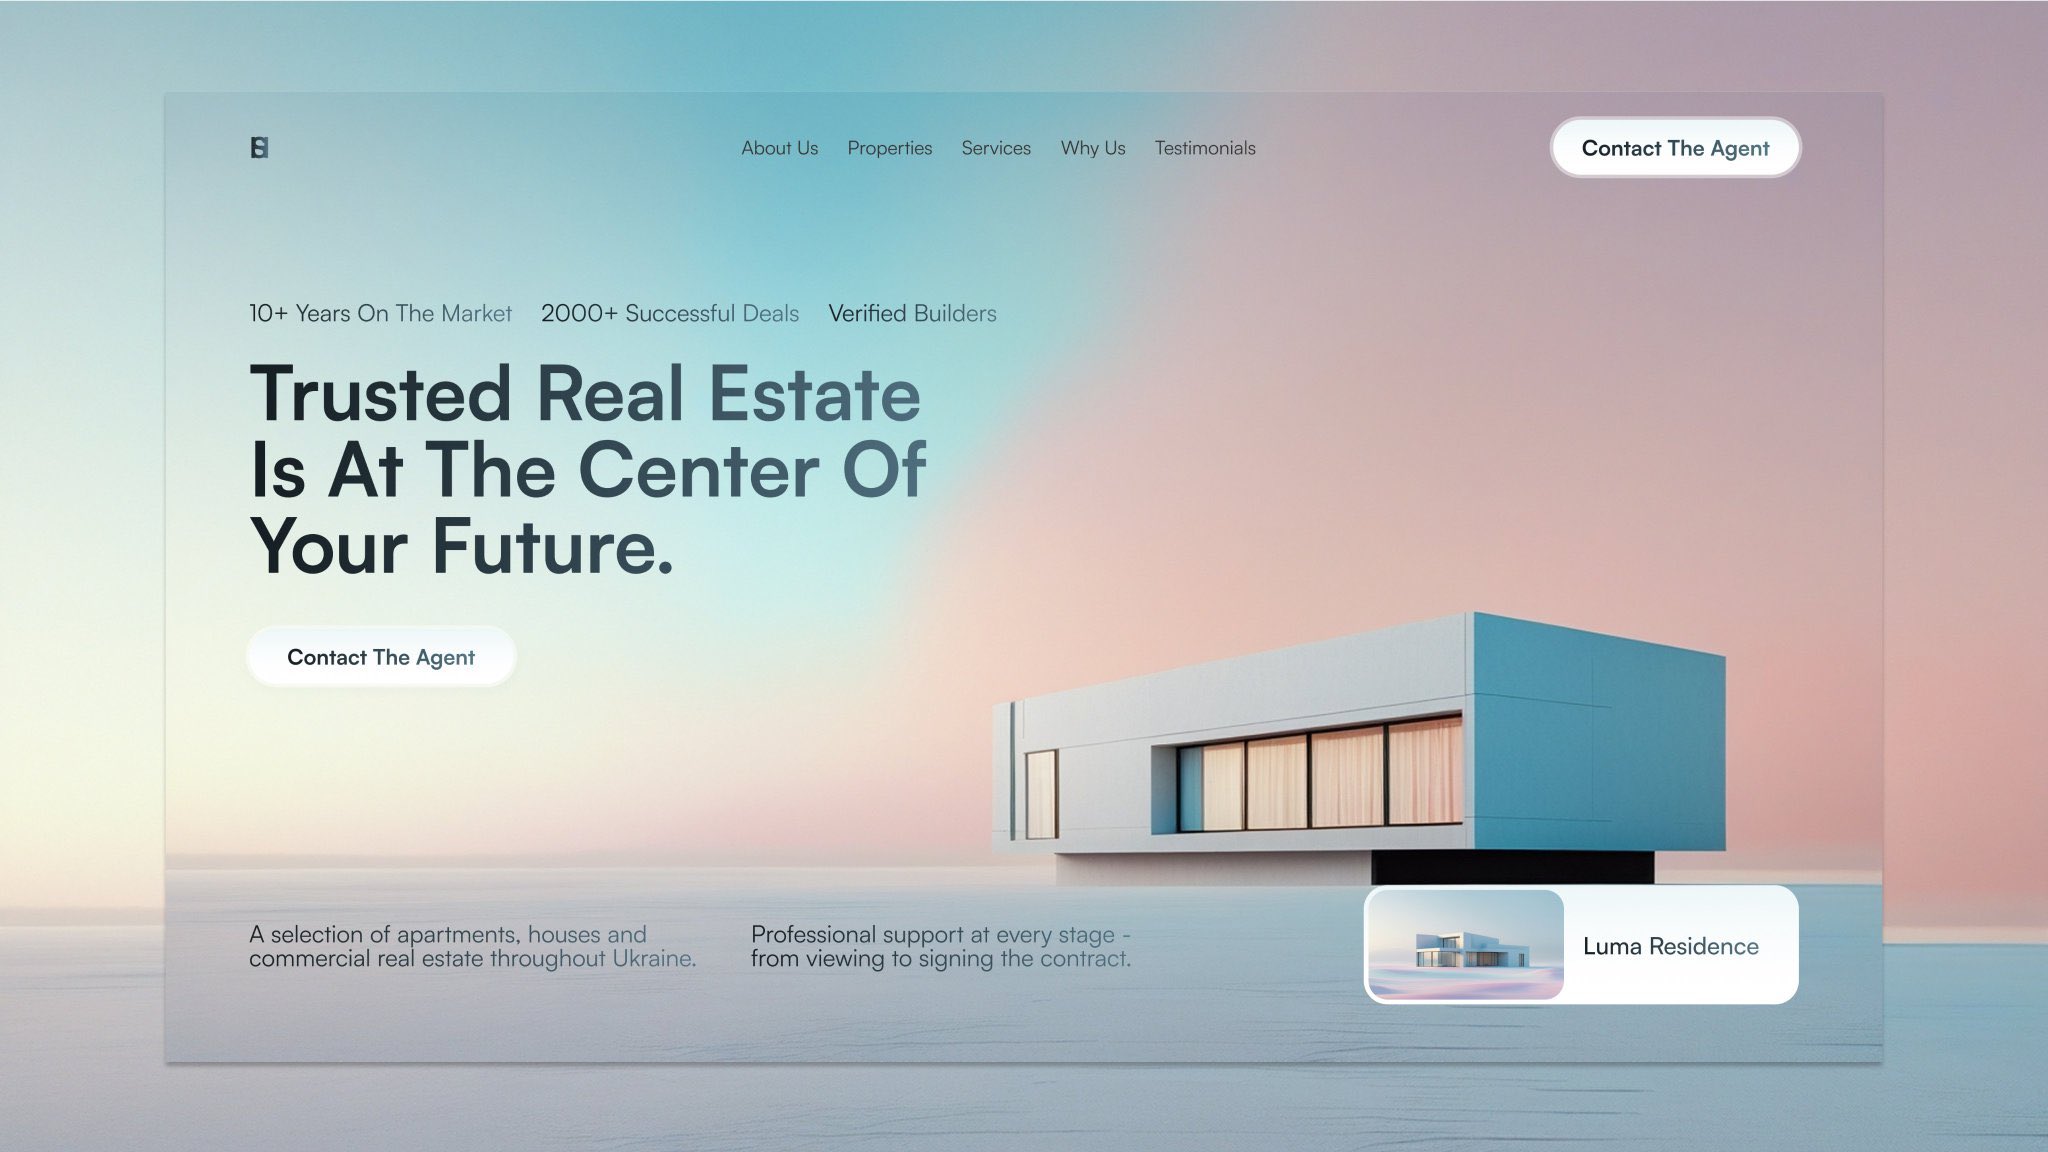 About Us Properties Services Why Us Testimonials
Contact The Agent
10+ Years On The Market 2000+ Successful Deals Verified Builders
Trusted Real Estate
Is At The Center Of
Your Future.
Contact The Agent
A selection of apartments, houses and
commercial real estate throughout Ukraine.
Professional support at every stage -
from viewing to signing the contract.
Luma Residence